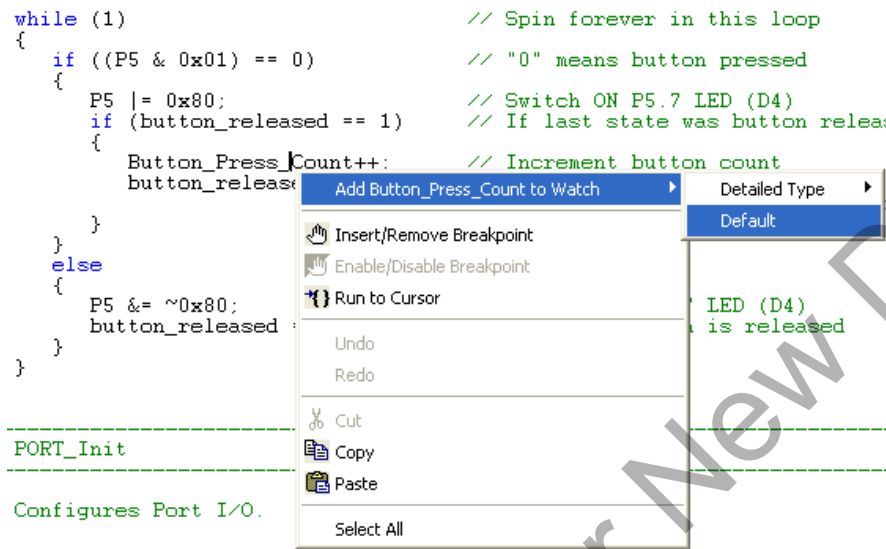 while (1) // Spin forever in this loop
{
if ((P5 & 0x01) == 0) // "0" means button pressed
{
P5 |= 0x80; // Switch ON P5.7 LED (D4)
if (button_released == 1) // If last state was button releas
{
Button_Press_Count++; // Increment button count
button_release
}
}
else
{
P5 &= ~0x80; LED (D4)
button_released is released
}
}
PORT_Init
Configures Port I/O.
Add Button_Press_Count to Watch
Insert/Remove Breakpoint
Enable/Disable Breakpoint
Run to Cursor
Undo
Redo
Cut
Copy
Paste
Select All
Detailed Type
Default
r New D